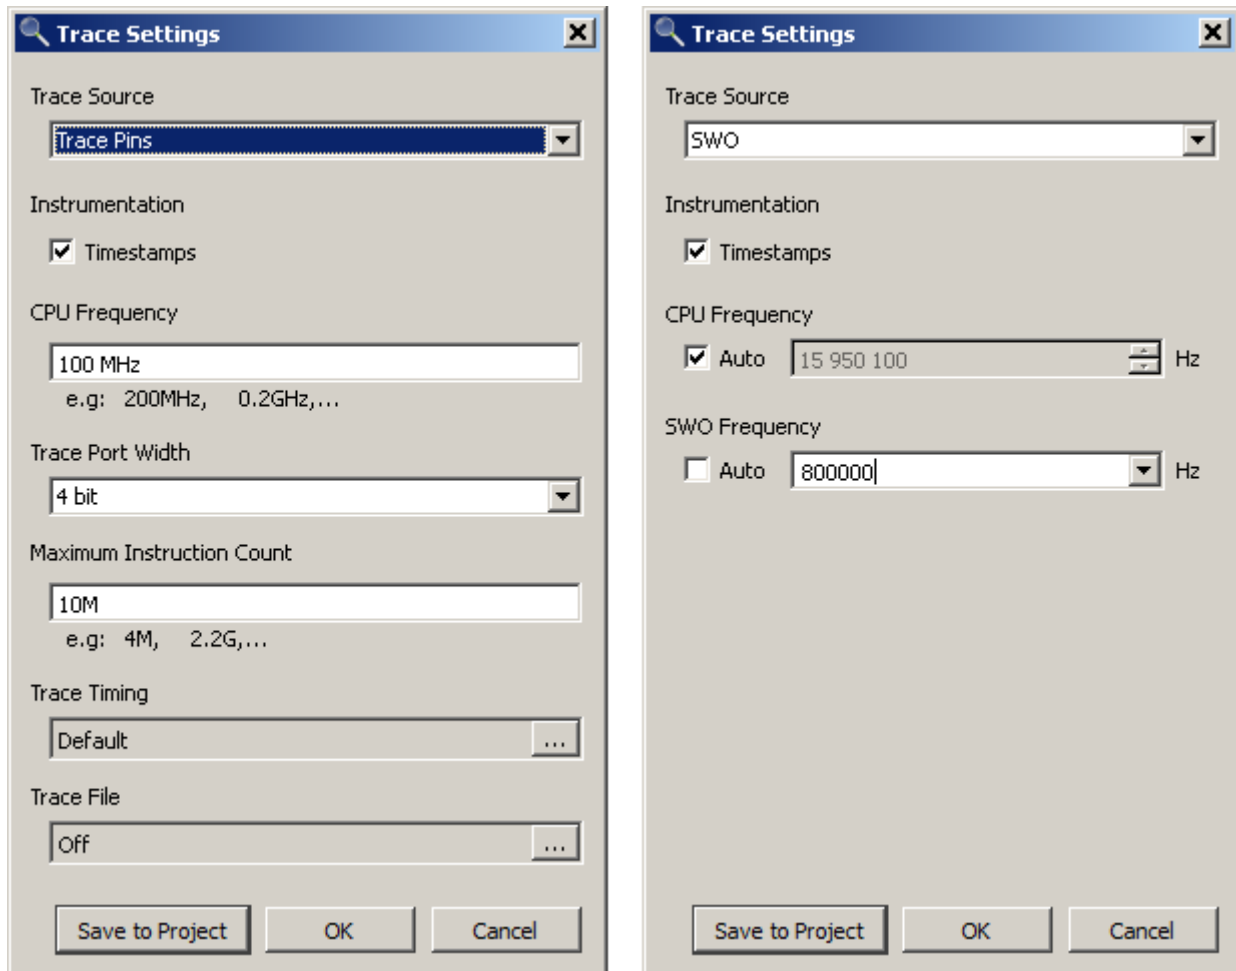 Trace Settings
Trace Source
Trace Pins
Instrumentation
Timestamps
CPU Frequency
100 MHz
e.g: 200MHz, 0.2GHz,...
Trace Port Width
4 bit
Maximum Instruction Count
10M
e.g: 4M, 2.2G,...
Trace Timing
Default
...
Trace File
Off
...
Save to Project
OK
Cancel
Trace Settings
Trace Source
SWO
Instrumentation
Timestamps
CPU Frequency
Auto 15 950 100 Hz
SWO Frequency
Auto 800000 Hz
Save to Project
OK
Cancel